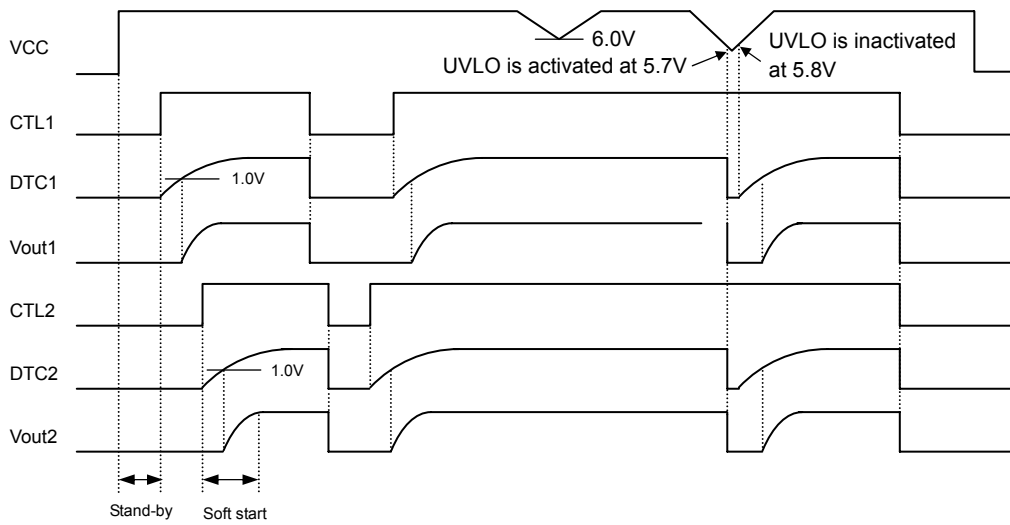 VCC
6.0V
UVLO is activated at 5.7V
UVLO is inactivated
at 5.8V
CTL1
DTC1
1.0V
Vout1
CTL2
DTC2
1.0V
Vout2
Stand-by
Soft start